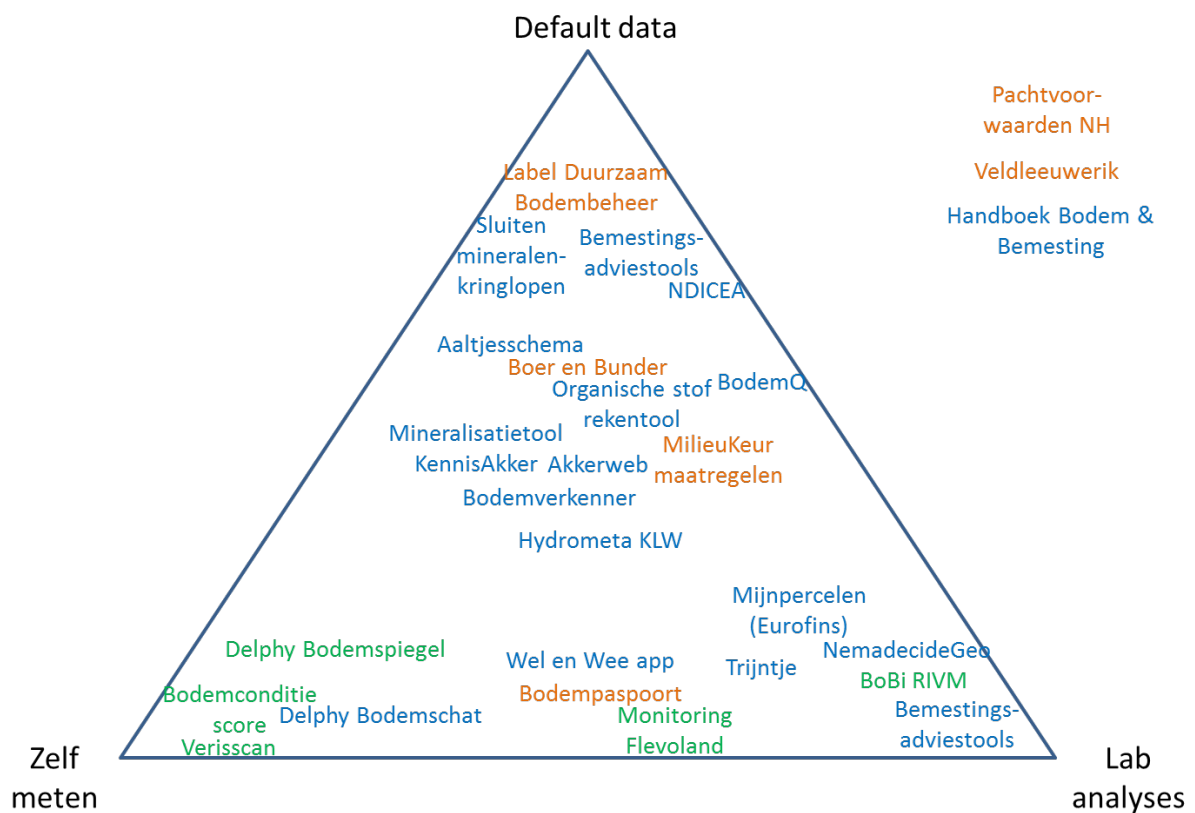 Default data
Pachtvoor-
waarden NH
Veldleeuwerik
Handboek Bodem &
Bemesting
Label Duurzaam
Bodembeheer
Sluiten
mineralen-
kringlopen
Bemestings-
adviestools
NDICEA
Aaltjesschema
Boer en Bunder
Organische stof
rekentool
BodemQ
Mineralisatietool
KennisAkker
Akkerweb
MilieuKeur
maatregelen
Bodemverkenner
Hydrometa KLW
Mijnpercelen
(Eurofins)
Delphy Bodemspiegel
Wel en Wee app
Trijntje
NemadecideGeo
BoBi RIVM
Bodemconditie
score
Verisscan
Delphy Bodemschat
Bodempaspoort
Monitoring
Flevoland
Bemestings-
adviestools
Zelf
meten
Lab
analyses